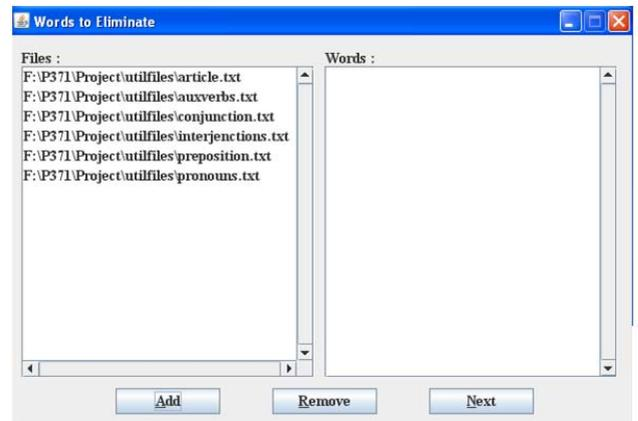 Words to Eliminate
Files :
Words :
F:\P371\Project\utilfiles\article.txt
F:\P371\Project\utilfiles\auxverbs.txt
F:\P371\Project\utilfiles\conjunction.txt
F:\P371\Project\utilfiles\interjenctions.txt
F:\P371\Project\utilfiles\preposition.txt
F:\P371\Project\utilfiles\pronouns.txt
Add
Remove
Next